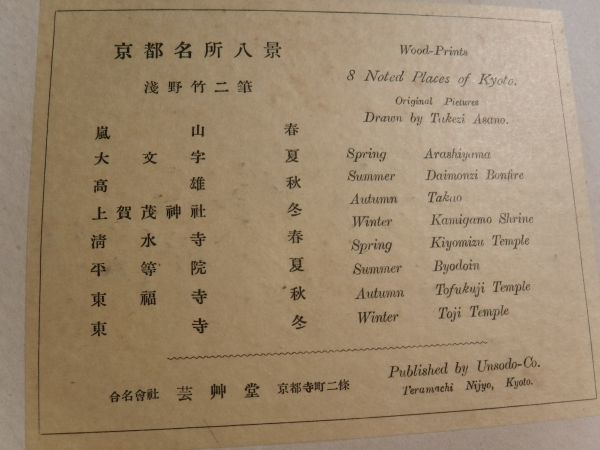 京都名所八景
淺野竹二筆
嵐山 春
大文字 夏
高雄 秋
上賀茂神社 冬
淸水寺 春
平等院 夏
東福寺 秋
東寺 冬
合名會社 芸艸堂 京都寺町二條
Wood-Prints
8 Noted Places of Kyoto.
Original Pictures
Drawn by Takezi Asano.
Spring Arashiyama
Summer Daimonzi Bonfire
Autumn Takao
Winter Kamigamo Shrine
Spring Kiyomizu Temple
Summer Byodoin
Autumn Tofukuji Temple
Winter Toji Temple
Published by Unsodo-Co.
Teramachi Nijyo, Kyoto.